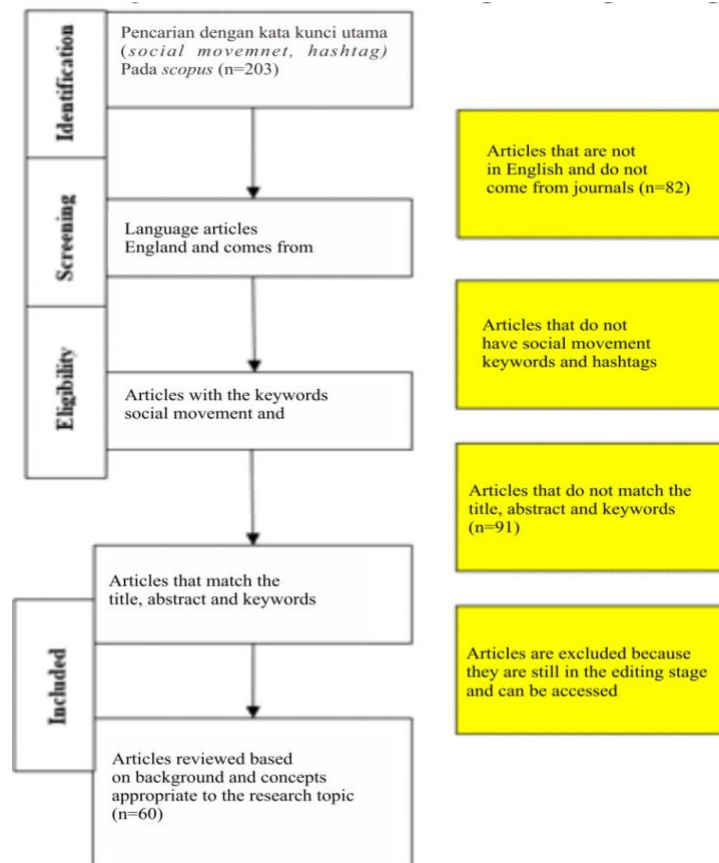 Identification
Pencarian dengan kata kunci utama
(social movemnet, hashtag)
Pada scopus (n=203)
Articles that are not
in English and do not
come from journals (n=82)
Screening
Language articles
England and comes from
Articles that do not
have social movement
keywords and hashtags
Eligibility
Articles with the keywords
social movement and
Articles that do not match the
title, abstract and keywords
(n=91)
Articles that match the
title, abstract and keywords
Included
Articles are excluded because
they are still in the editing stage
and can be accessed
Articles reviewed based
on background and concepts
appropriate to the research topic
(n=60)